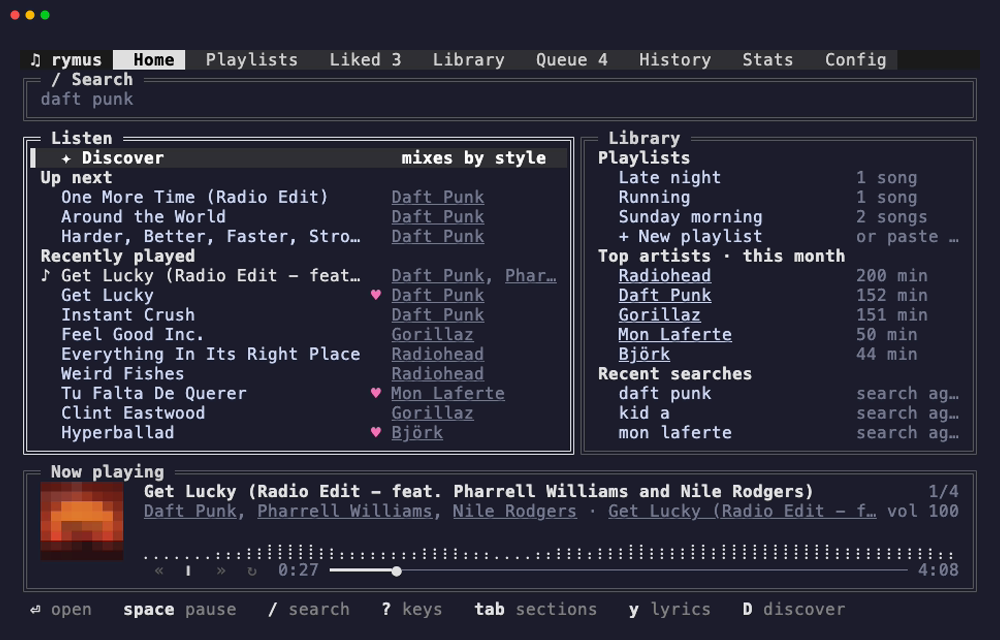 ♫ rymus Home Playlists Liked 3 Library Queue 4 History Stats Config
/ Search
daft punk
Listen
✦ Discover mixes by style
Up next
One More Time (Radio Edit) Daft Punk
Around the World Daft Punk
Harder, Better, Faster, Stro… Daft Punk
Recently played
♪ Get Lucky (Radio Edit – feat… Daft Punk, Phar…
Get Lucky ♥ Daft Punk
Instant Crush Daft Punk
Feel Good Inc. Gorillaz
Everything In Its Right Place Radiohead
Weird Fishes Radiohead
Tu Falta De Querer ♥ Mon Laferte
Clint Eastwood Gorillaz
Hyperballad ♥ Björk
Library
Playlists
Late night 1 song
Running 1 song
Sunday morning 2 songs
+ New playlist or paste …
Top artists · this month
Radiohead 200 min
Daft Punk 152 min
Gorillaz 151 min
Mon Laferte 50 min
Björk 44 min
Recent searches
daft punk search ag…
kid a search ag…
mon laferte search ag…
Now playing
Get Lucky (Radio Edit – feat. Pharrell Williams and Nile Rodgers) 1/4
Daft Punk, Pharrell Williams, Nile Rodgers · Get Lucky (Radio Edit – f… vol 100
« ‖ » ↻ 0:27 4:08
⏎ open space pause / search ? keys tab sections y lyrics D discover